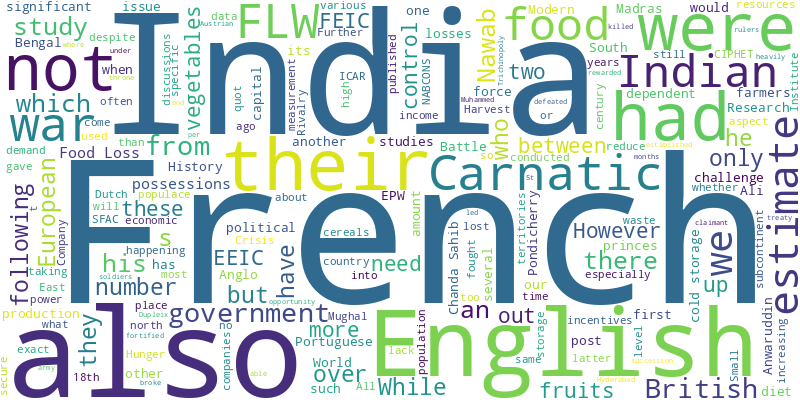 significant various FEIC Modern Madras would resources Austrian killed where
issue FLW food were rulers
study data Further one its Nawab South under
Bengal despite India losses
not specific vegetables published control NABCONS two still CIPHET heavily
when ICAR force years Indian Institute
discussions quot measurement high Rivalry Muhammed Harvest Trichinopoly century farmers rewarded
which often capital or dependent Research throne
war used than ago income who defeated had he aspect end
demand come from another studies Battle so between conducted reduce per established
gave Food Loss their Carnatic only months
History EPW challenge estimate
following European Dutch possessions about St whether Ali
these populace amount territories Pondicherry t
SFAC will economic political waste However princes we
Company s Crisis cereals Chanda Sahib lost there especially up cold storage Anwaruddin subcontinent treaty claimant
happening his has EEIC have country fought several our
taking most Anglo need led too time
East number into an out storage incentives first
production power but government soldiers French
what they place Dupleix north Mughal more Portuguese population lack same post latter level
exact Hunger fortified no World English Small increasing
18th companies over such While fruits British diet
secure other army also broke able opportunity All Hyderabad succession